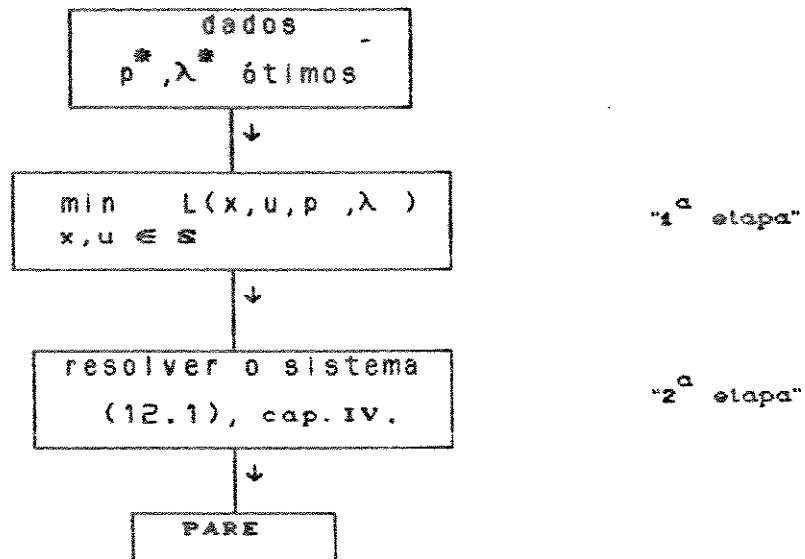 dados
p*,λ* ótimos
↓
min L(x,u,p ,λ )
x,u ∈ S
"1ª etapa"
↓
resolver o sistema
(12.1), cap. IV.
"2ª etapa"
↓
PARE